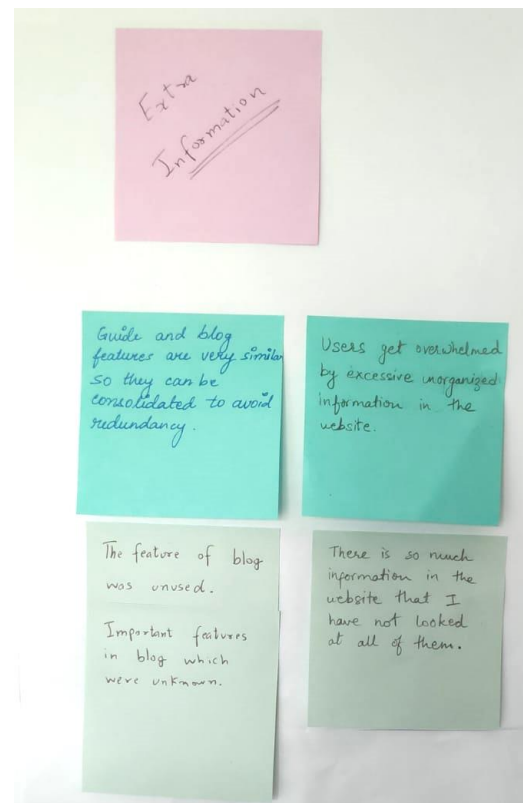 Extra
Information
Guide and blog
features are very similar
so they can be
consolidated to avoid
redundancy.
Users get overwhelmed
by excessive unorganized
information in the
website.
The feature of blog
was unused.
Important features
in blog which
were unknown.
There is so much
information in the
website that I
have not looked
at all of them.